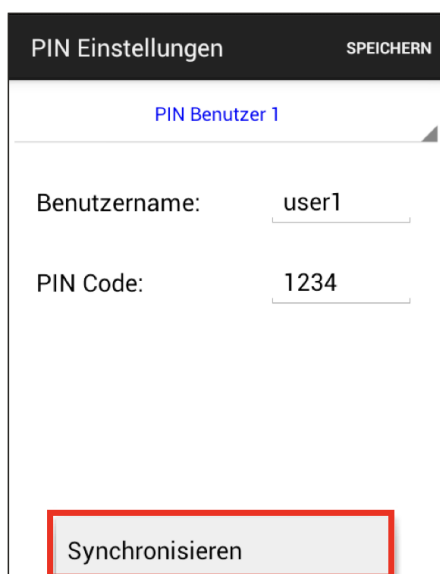 PIN Einstellungen SPEICHERN
PIN Benutzer 1
Benutzername: user1
PIN Code: 1234
Synchronisieren